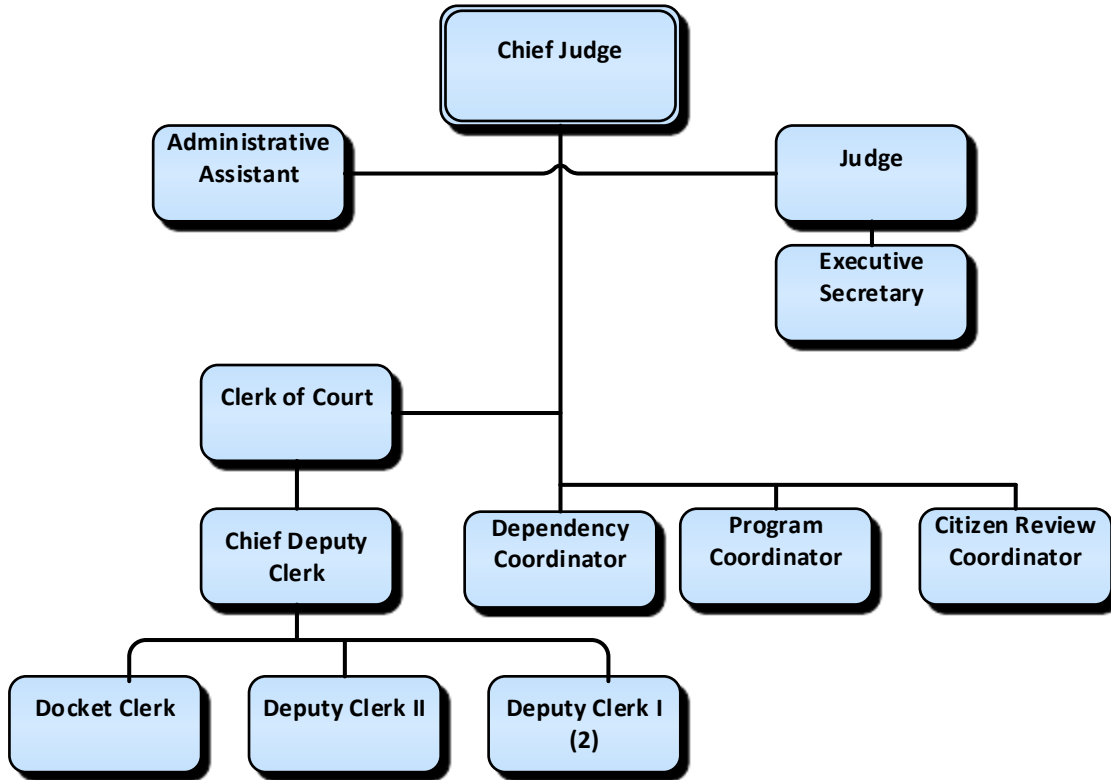 Chief Judge
Administrative
Assistant
Judge
Executive
Secretary
Clerk of Court
Chief Deputy
Clerk
Dependency
Coordinator
Program
Coordinator
Citizen Review
Coordinator
Docket Clerk
Deputy Clerk II
Deputy Clerk I
(2)